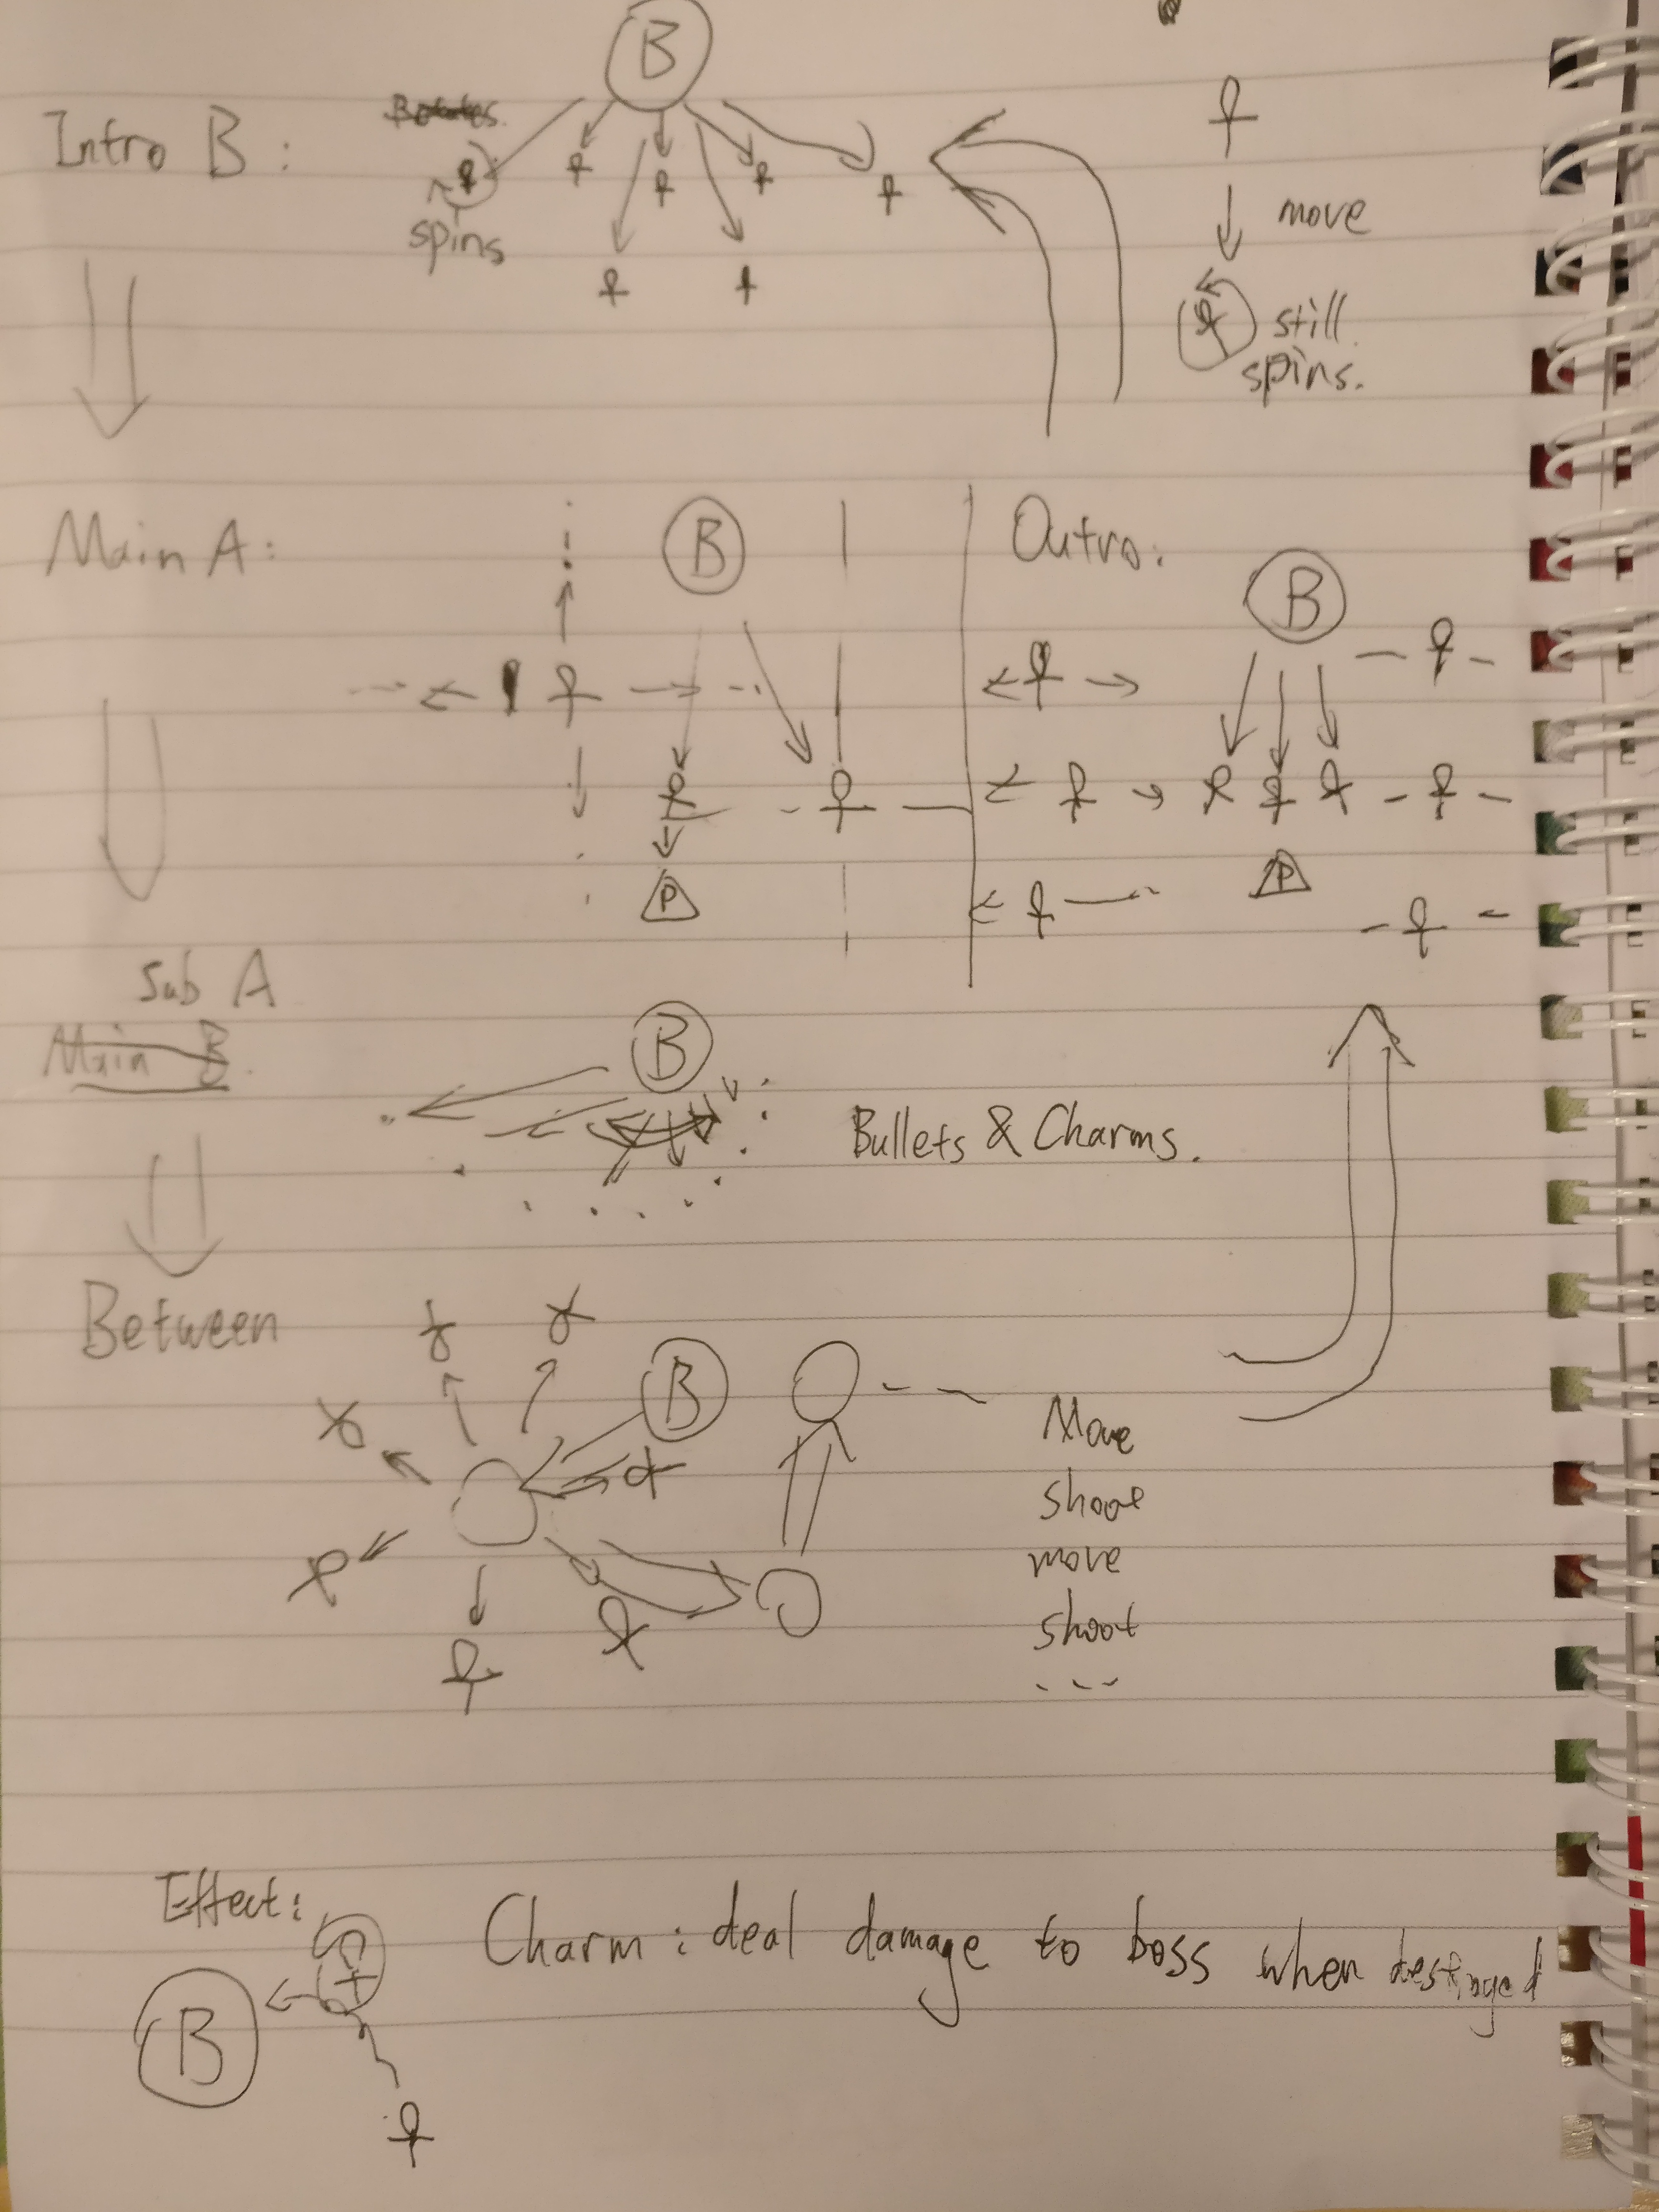 B
Intro B :
spins
move
still
spins.
Main A:
B
Outro:
B
P
P
Sub A
Main B.
B
Bullets & Charms.
Between
B
Move
shoot
move
shoot
---
Effect:
Charm : deal damage to boss when destroyed
B